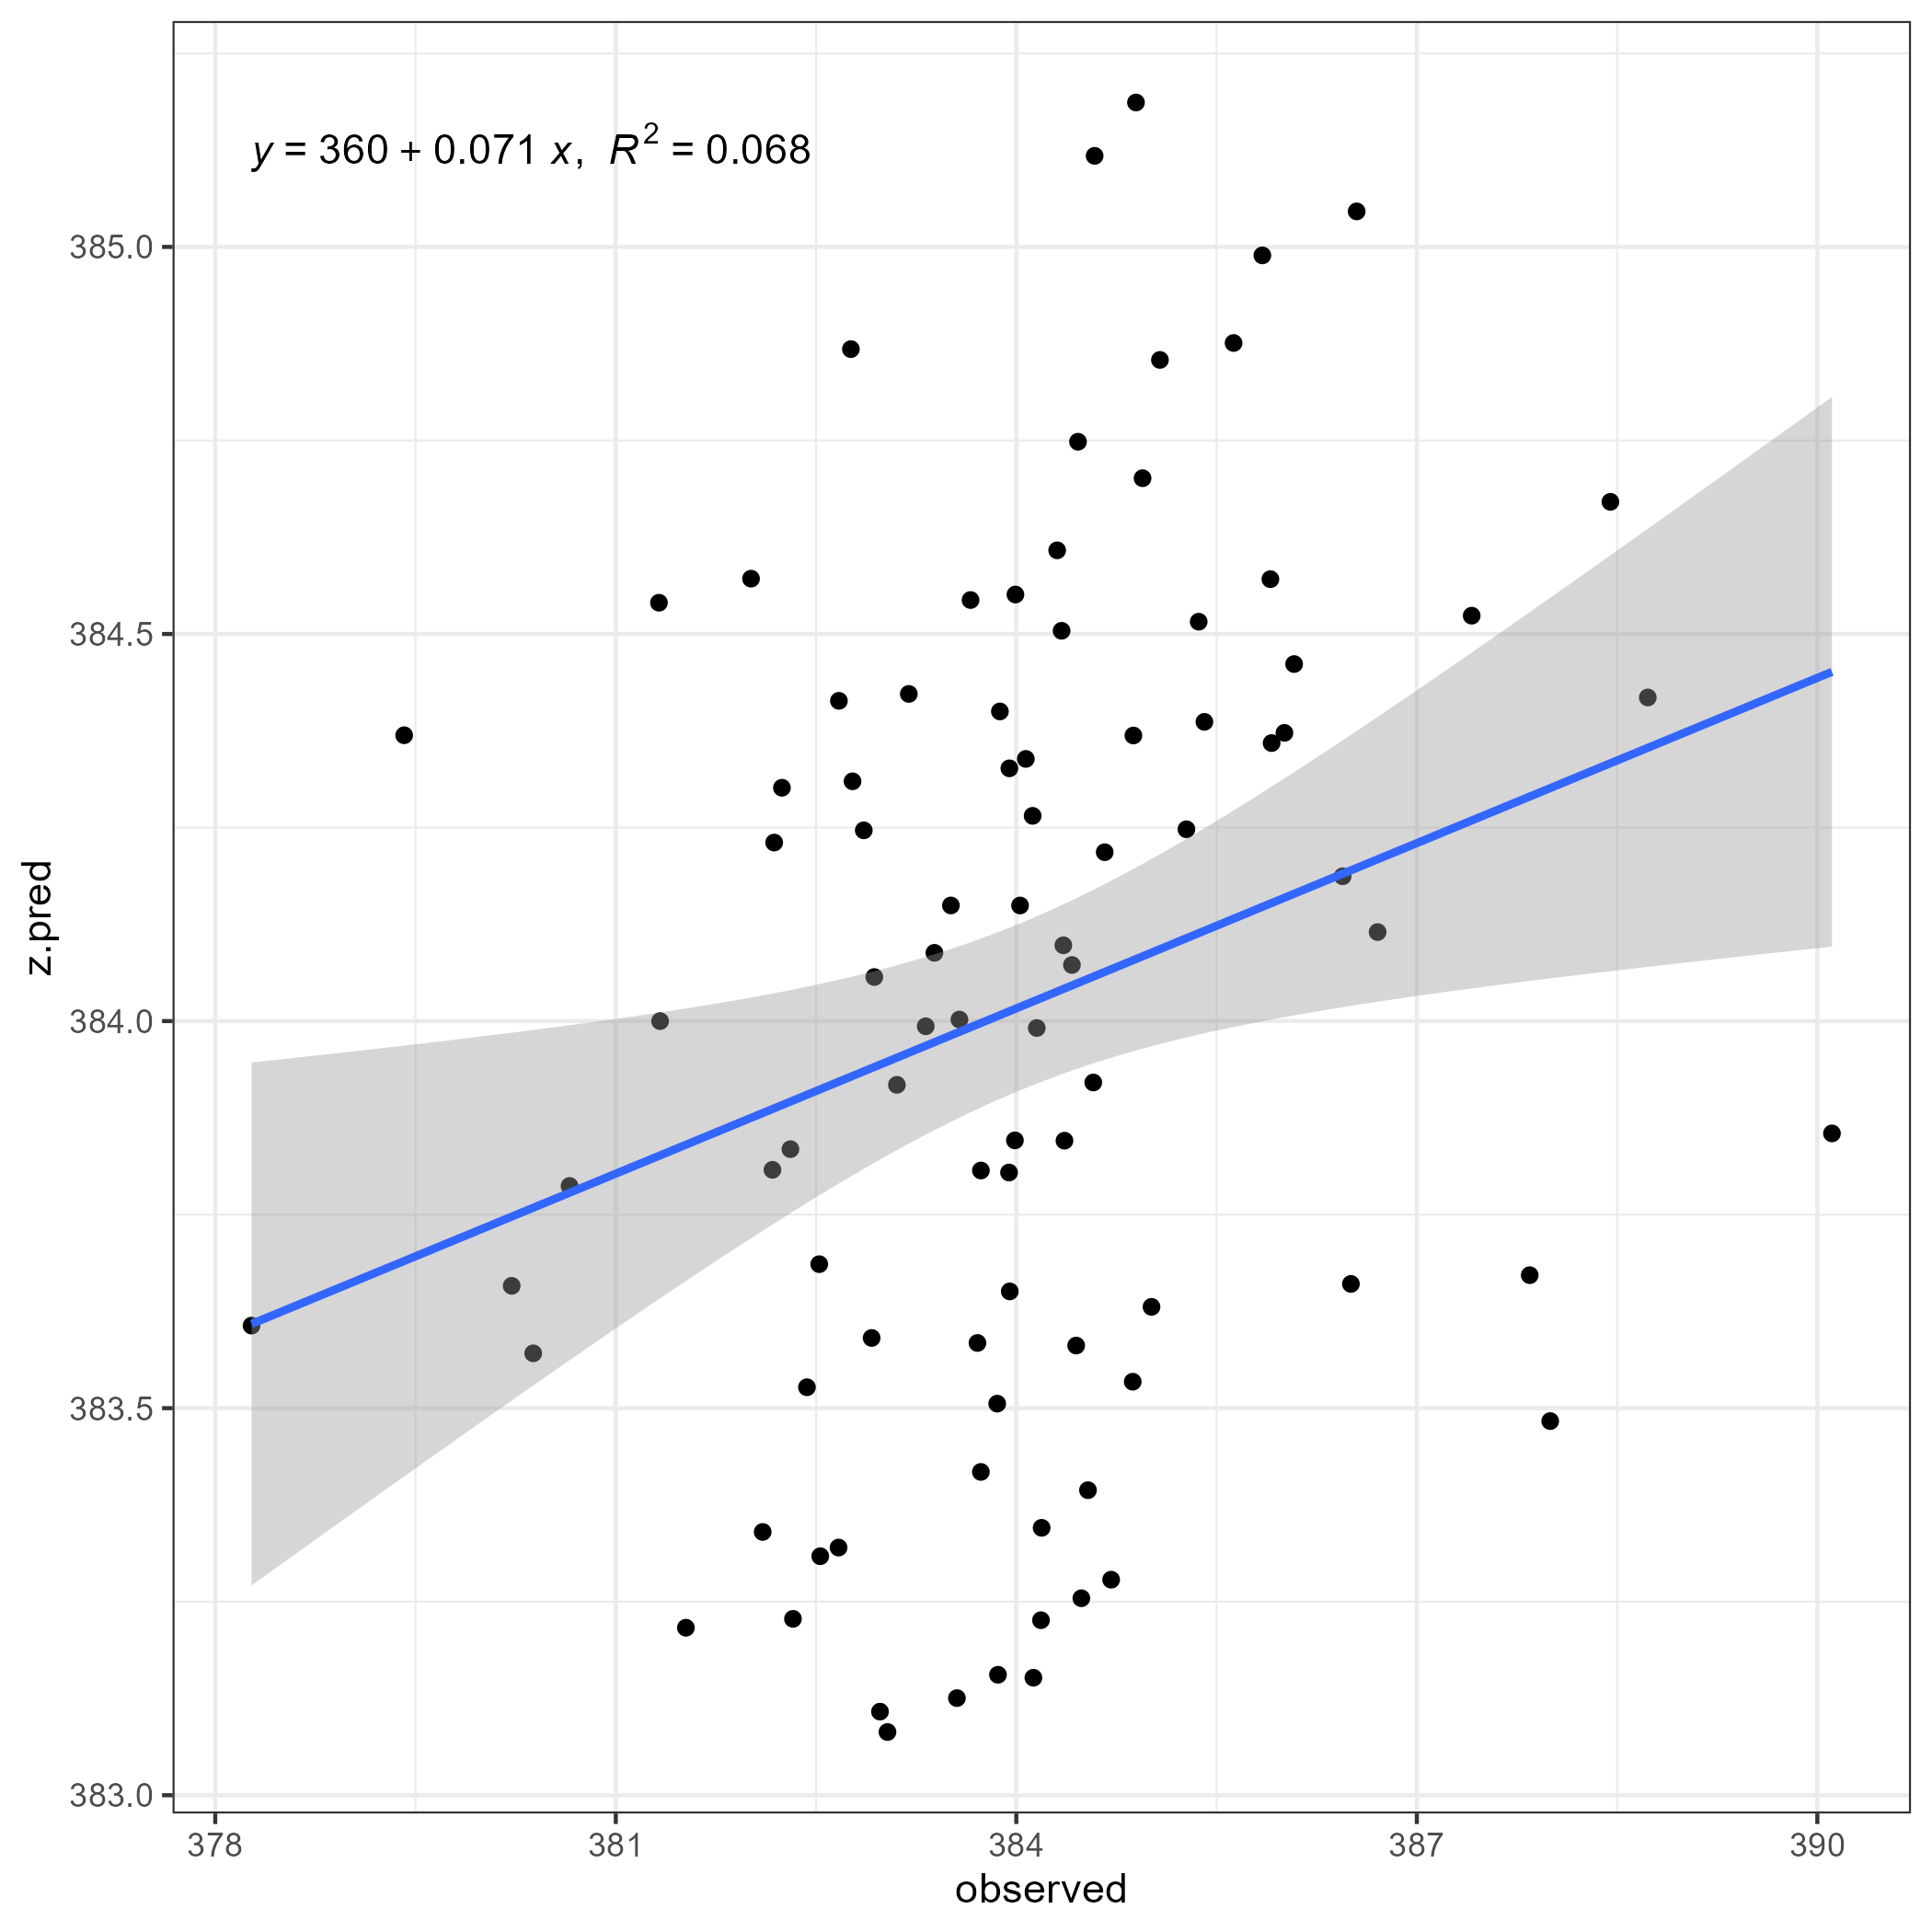 y = 360 + 0.071 x, R² = 0.068
385.0
384.5
384.0
383.5
383.0
z.pred
378 381 384 387 390
observed